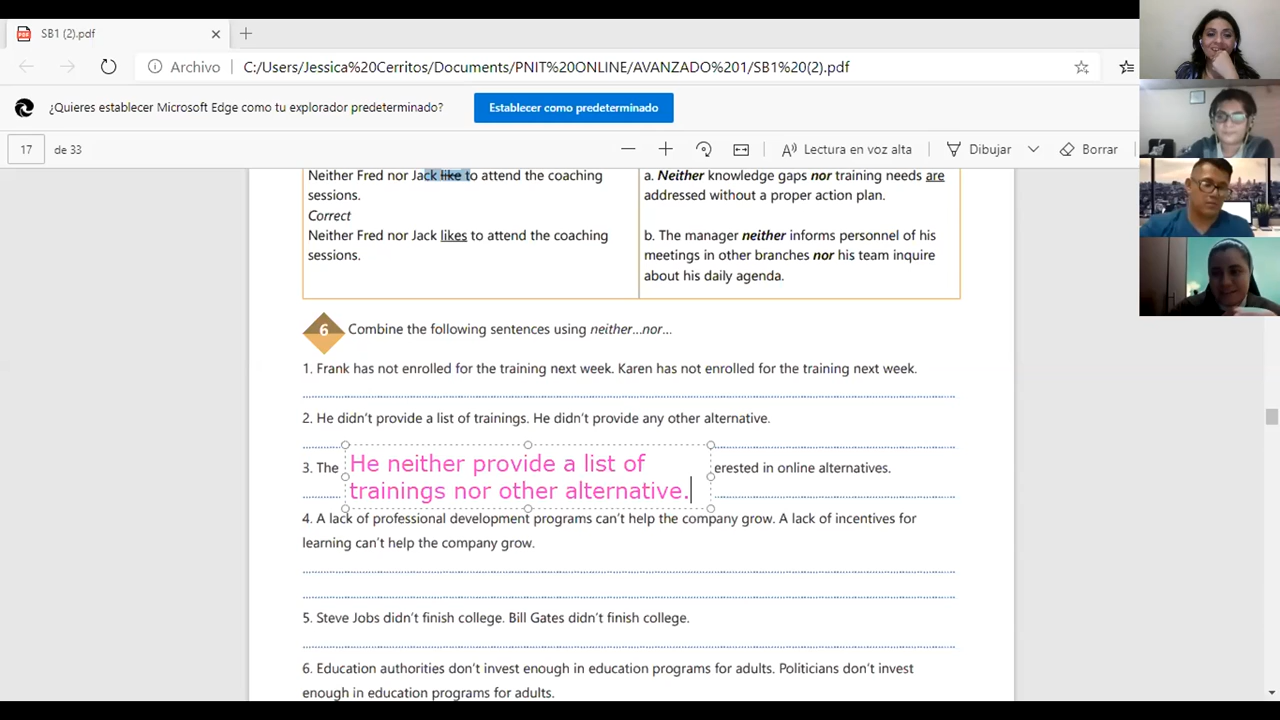 SB1 (2).pdf
Archivo C:/Users/Jessica%20Cerritos/Documents/PNIT%20ONLINE/AVANZADO%201/SB1%20(2).pdf
¿Quieres establecer Microsoft Edge como tu explorador predeterminado? Establecer como predeterminado
17 de 33 Lectura en voz alta Dibujar Borrar
Neither Fred nor Jack like to attend the coaching
sessions.
Correct
Neither Fred nor Jack likes to attend the coaching
sessions.
a. Neither knowledge gaps nor training needs are
addressed without a proper action plan.
b. The manager neither informs personnel of his
meetings in other branches nor his team inquire
about his daily agenda.
6 Combine the following sentences using neither...nor...
1. Frank has not enrolled for the training next week. Karen has not enrolled for the training next week.
2. He didn't provide a list of trainings. He didn't provide any other alternative.
He neither provide a list of
trainings nor other alternative.
3. The erested in online alternatives.
4. A lack of professional development programs can't help the company grow. A lack of incentives for
learning can't help the company grow.
5. Steve Jobs didn't finish college. Bill Gates didn't finish college.
6. Education authorities don't invest enough in education programs for adults. Politicians don't invest
enough in education programs for adults.